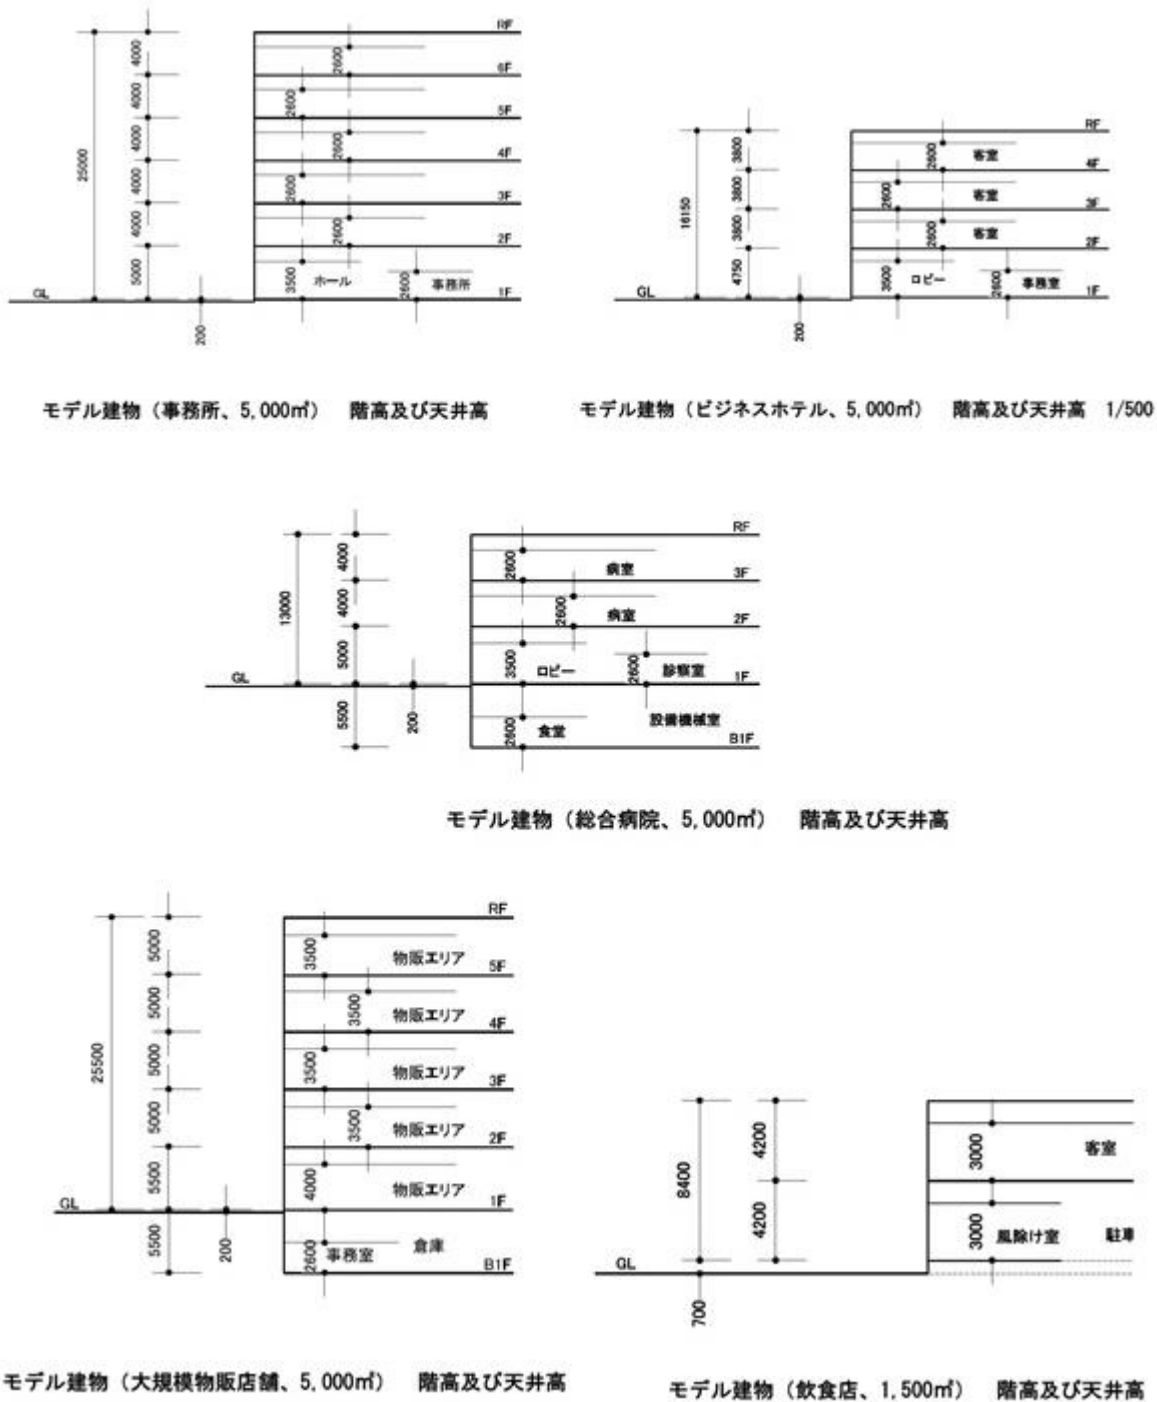 RF
4000
2600
6F
4000
2600
5F
4000
2600
4F
25000
4000
2600
3F
4000
2600
2F
5000
3500
ホール
2600
事務所
GL
1F
200
モデル建物（事務所、5,000㎡）　階高及び天井高
RF
3800
2600
客室
4F
3800
2600
客室
3F
16150
3800
2600
客室
2F
4750
3500
ロビー
2600
事務室
GL
1F
200
モデル建物（ビジネスホテル、5,000㎡）　階高及び天井高　1/500
RF
4000
2600
病室
3F
13000
4000
2600
病室
2F
5000
3500
ロビー
2600
診察室
GL
1F
5500
200
2600
食堂
設備機械室
B1F
モデル建物（総合病院、5,000㎡）　階高及び天井高
RF
5000
3500
物販エリア
5F
5000
3500
物販エリア
4F
25500
5000
3500
物販エリア
3F
5000
3500
物販エリア
2F
5500
4000
物販エリア
GL
1F
5500
200
2600
事務室
倉庫
B1F
モデル建物（大規模物販店舗、5,000㎡）　階高及び天井高
8400
4200
3000
客室
4200
3000
風除け室
駐車
GL
700
モデル建物（飲食店、1,500㎡）　階高及び天井高